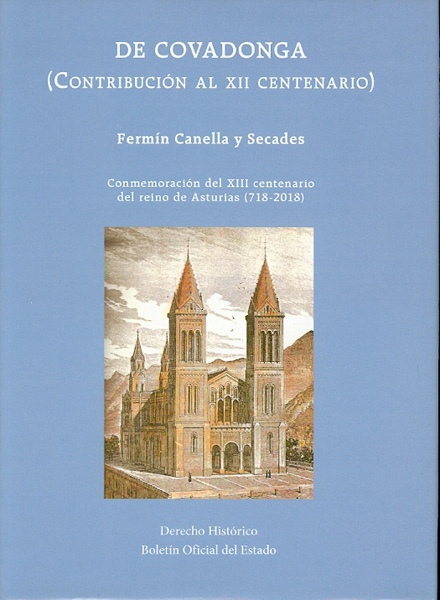 DE COVADONGA
(CONTRIBUCIÓN AL XII CENTENARIO)
Fermín Canella y Secades
Conmemoración del XIII centenario
del reino de Asturias (718-2018)
Derecho Histórico
Boletín Oficial del Estado